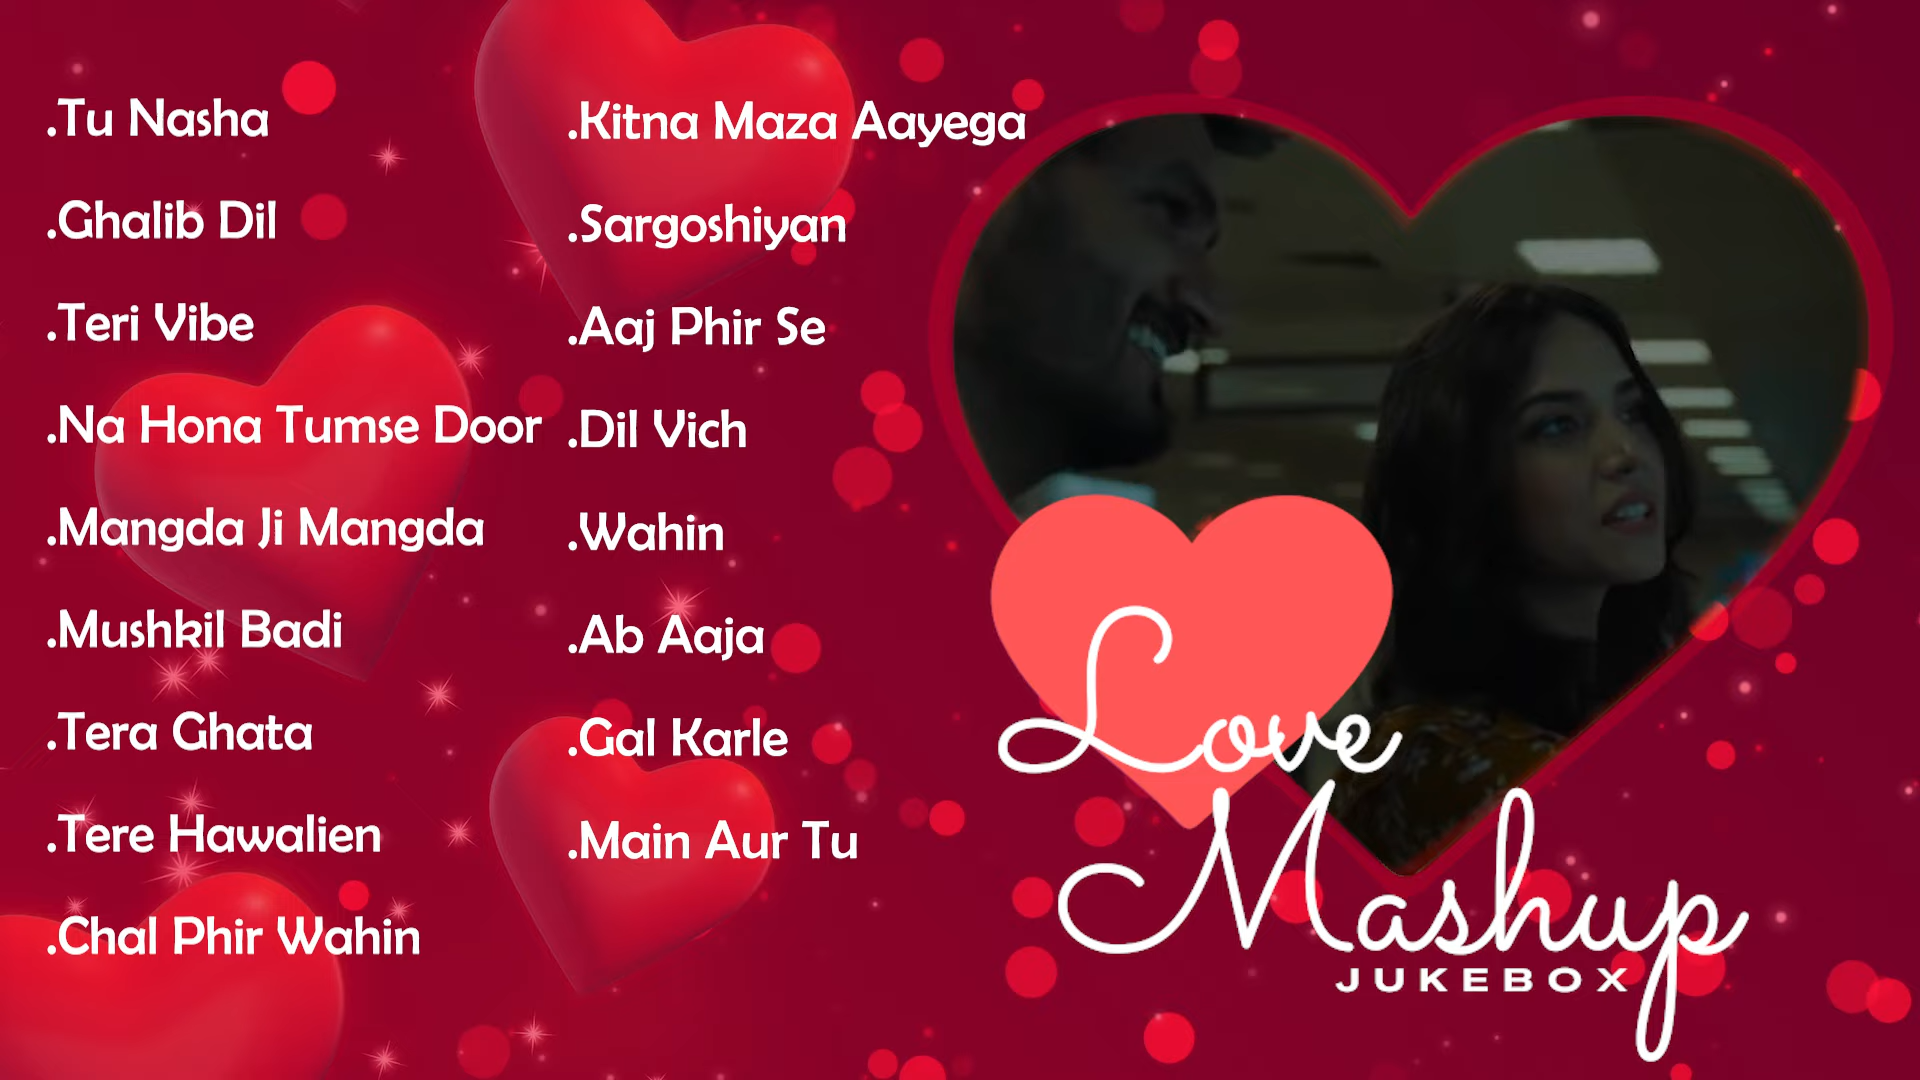 .Tu Nasha
.Ghalib Dil
.Teri Vibe
.Na Hona Tumse Door
.Mangda Ji Mangda
.Mushkil Badi
.Tera Ghata
.Tere Hawalien
.Chal Phir Wahin
.Kitna Maza Aayega
.Sargoshiyan
.Aaj Phir Se
.Dil Vich
.Wahin
.Ab Aaja
.Gal Karle
.Main Aur Tu
Love
Mashup
JUKEBOX